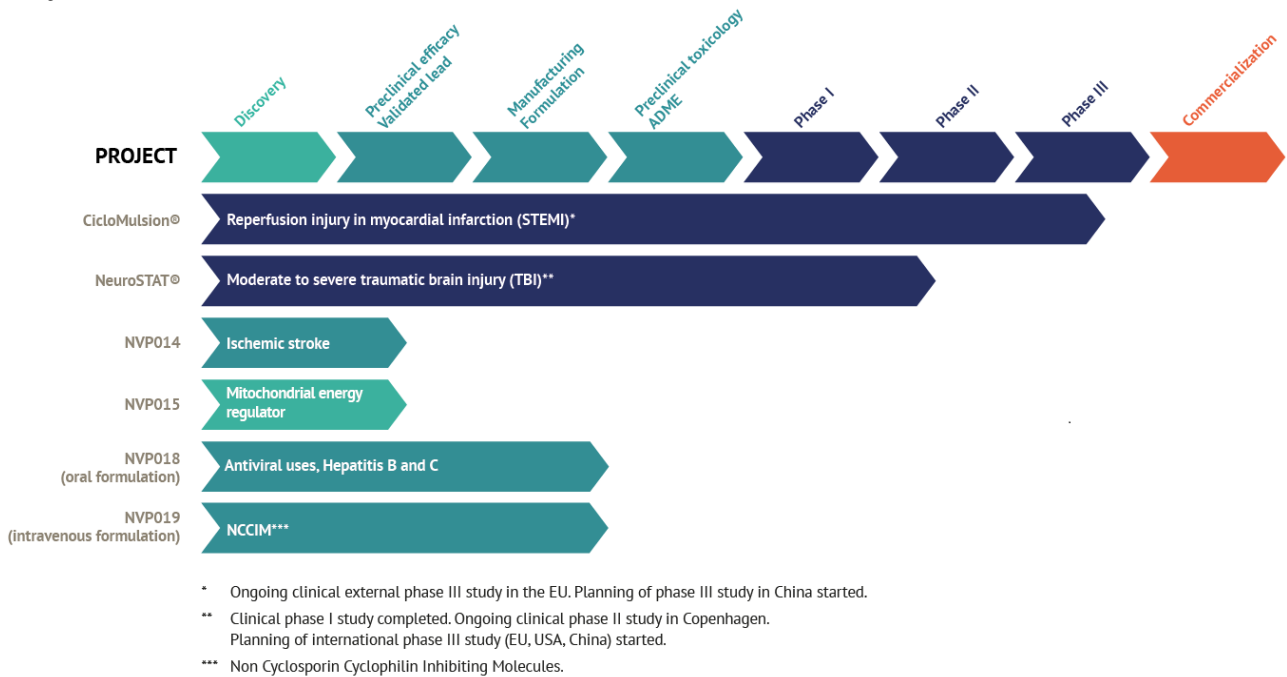 Discovery
Preclinical efficacy
Validated lead
Manufacturing
Formulation
Preclinical toxicology
ADME
Phase I
Phase II
Phase III
Commercialization
PROJECT
CicloMulsion®
Reperfusion injury in myocardial infarction (STEMI)*
NeuroSTAT®
Moderate to severe traumatic brain injury (TBI)**
NVP014
Ischemic stroke
NVP015
Mitochondrial energy
regulator
NVP018
(oral formulation)
Antiviral uses, Hepatitis B and C
NVP019
(intravenous formulation)
NCCIM***
* Ongoing clinical external phase III study in the EU. Planning of phase III study in China started.
** Clinical phase I study completed. Ongoing clinical phase II study in Copenhagen.
Planning of international phase III study (EU, USA, China) started.
*** Non Cyclosporin Cyclophilin Inhibiting Molecules.